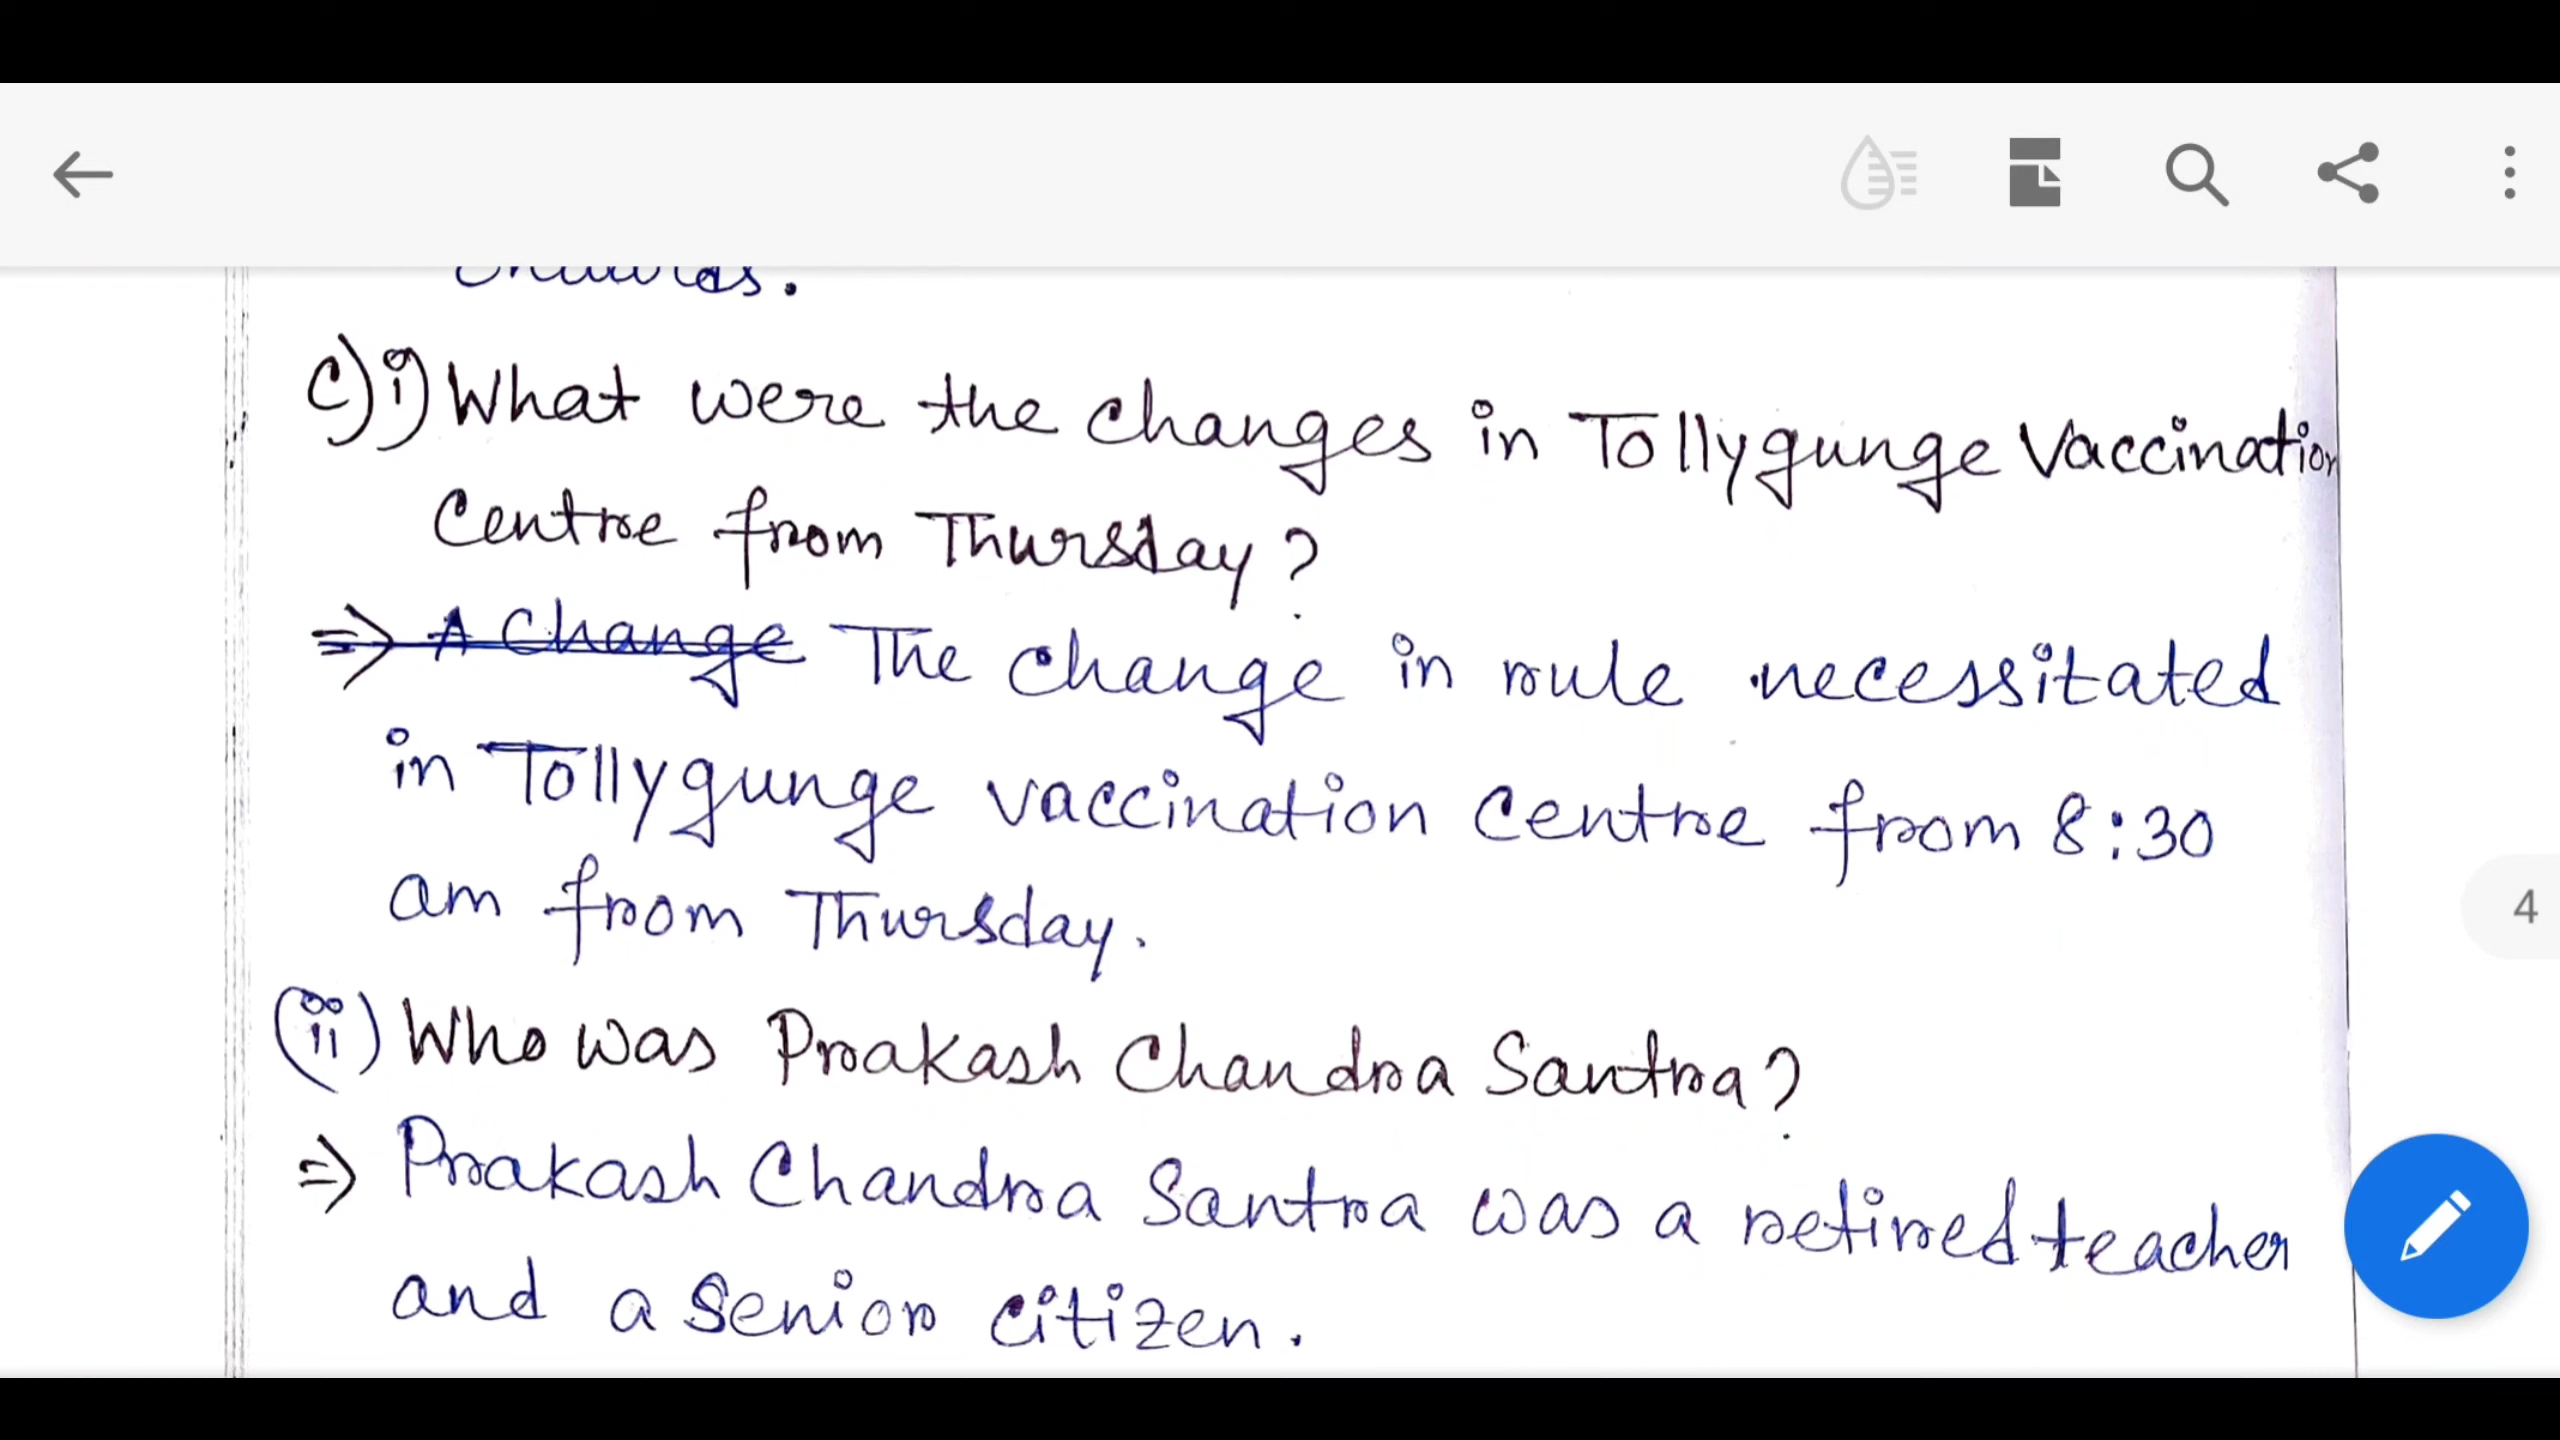 C) i) What were the changes in Tollygunge Vaccination
Centre from Thursday?
⇒ A Change The change in rule necessitated
in Tollygunge vaccination centre from 8:30
am from Thursday.
(ii) Who was Prakash Chandra Santra?
⇒ Prakash Chandra Santra was a retired teacher
and a senior citizen.
4